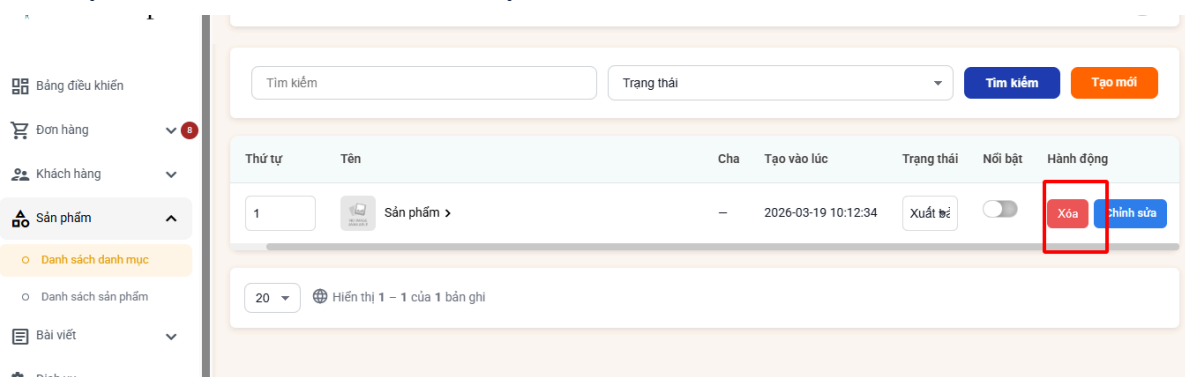 Bảng điều khiển
Tìm kiếm
Trạng thái
Tìm kiếm
Tạo mới
Đơn hàng
8
Khách hàng
Thứ tự
Tên
Cha
Tạo vào lúc
Trạng thái
Nổi bật
Hành động
Sản phẩm
1
Sản phẩm
–
2026-03-19 10:12:34
Xuất
Xóa
Chỉnh sửa
Danh sách danh mục
Danh sách sản phẩm
20
Hiển thị 1 – 1 của 1 bản ghi
Bài viết